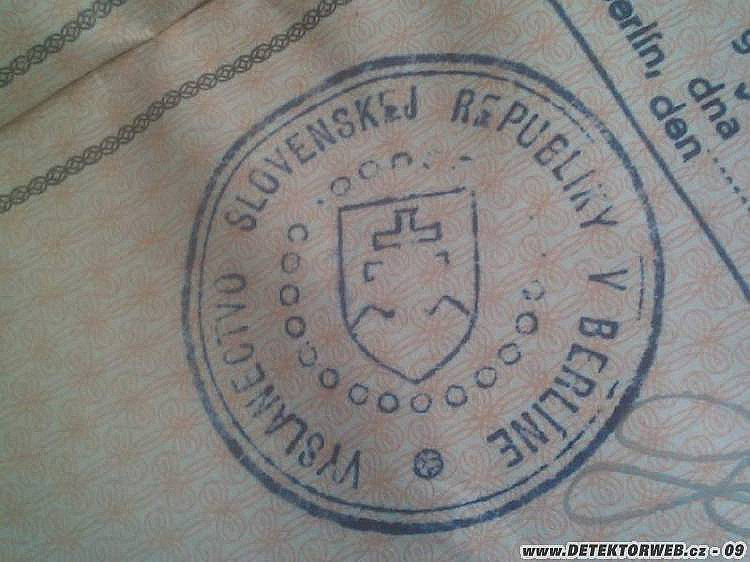 VYSLANECTVO SLOVENSKEJ REPUBLIKY V BERLÍNE
erlín, den
dna
www.DETEKTORWEB.cz - 09